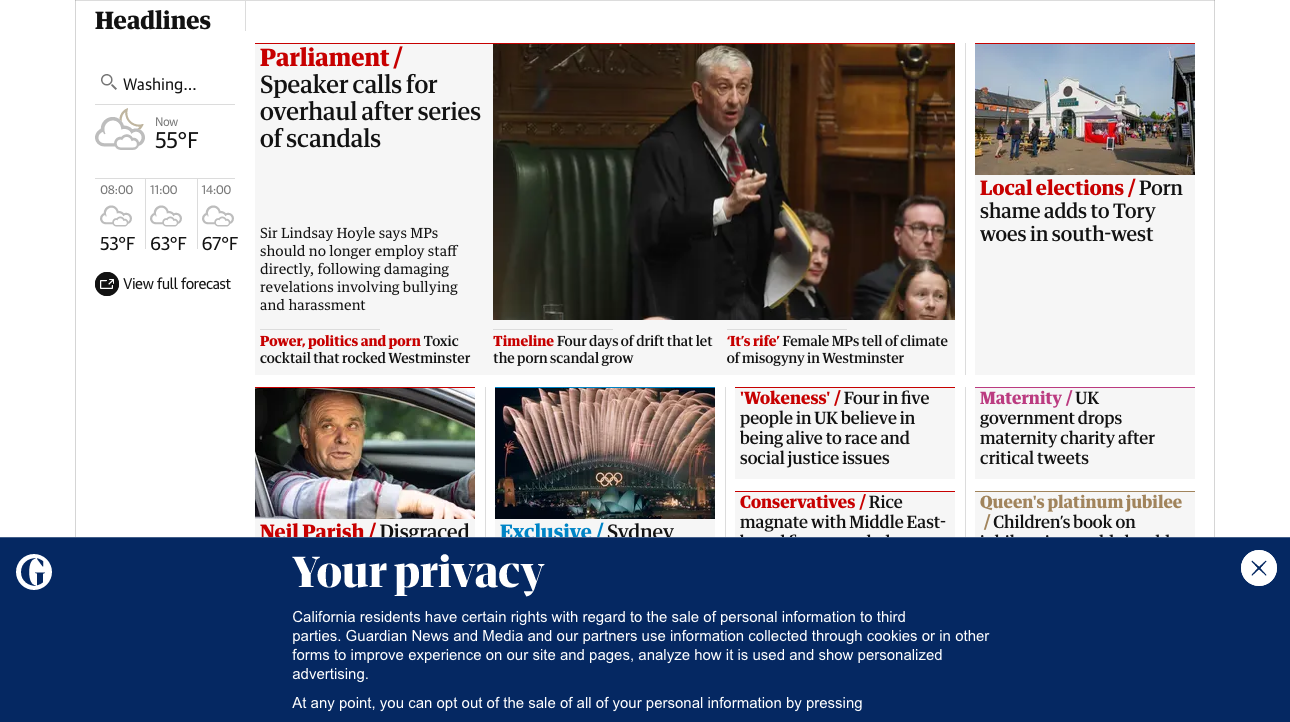 Headlines
Washing...
Now
55°F
08:00
11:00
14:00
53°F
63°F
67°F
View full forecast
Parliament /
Speaker calls for
overhaul after series
of scandals
Sir Lindsay Hoyle says MPs
should no longer employ staff
directly, following damaging
revelations involving bullying
and harassment
Power, politics and porn Toxic
cocktail that rocked Westminster
Timeline Four days of drift that let
the porn scandal grow
'It's rife' Female MPs tell of climate
of misogyny in Westminster
Local elections / Porn
shame adds to Tory
woes in south-west
Neil Parish / Disgraced
Exclusive / Sydney
'Wokeness' / Four in five
people in UK believe in
being alive to race and
social justice issues
Conservatives / Rice
magnate with Middle East-
Maternity / UK
government drops
maternity charity after
critical tweets
Queen's platinum jubilee
/ Children's book on
Your privacy
California residents have certain rights with regard to the sale of personal information to third
parties. Guardian News and Media and our partners use information collected through cookies or in other
forms to improve experience on our site and pages, analyze how it is used and show personalized
advertising.
At any point, you can opt out of the sale of all of your personal information by pressing